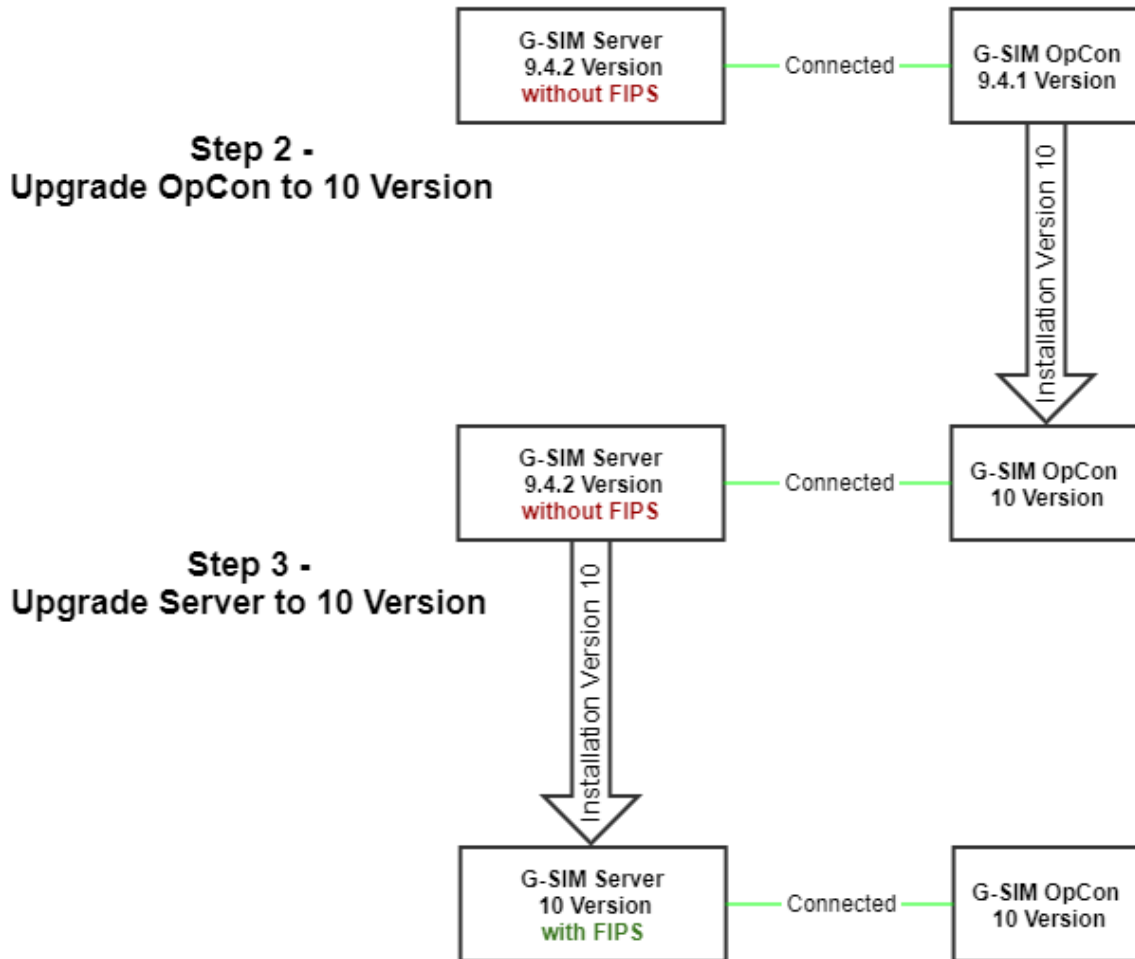 G-SIM Server
9.4.2 Version
without FIPS
Connected
G-SIM OpCon
9.4.1 Version
Step 2 -
Upgrade OpCon to 10 Version
Installation Version 10
G-SIM Server
9.4.2 Version
without FIPS
Connected
G-SIM OpCon
10 Version
Step 3 -
Upgrade Server to 10 Version
Installation Version 10
G-SIM Server
10 Version
with FIPS
Connected
G-SIM OpCon
10 Version